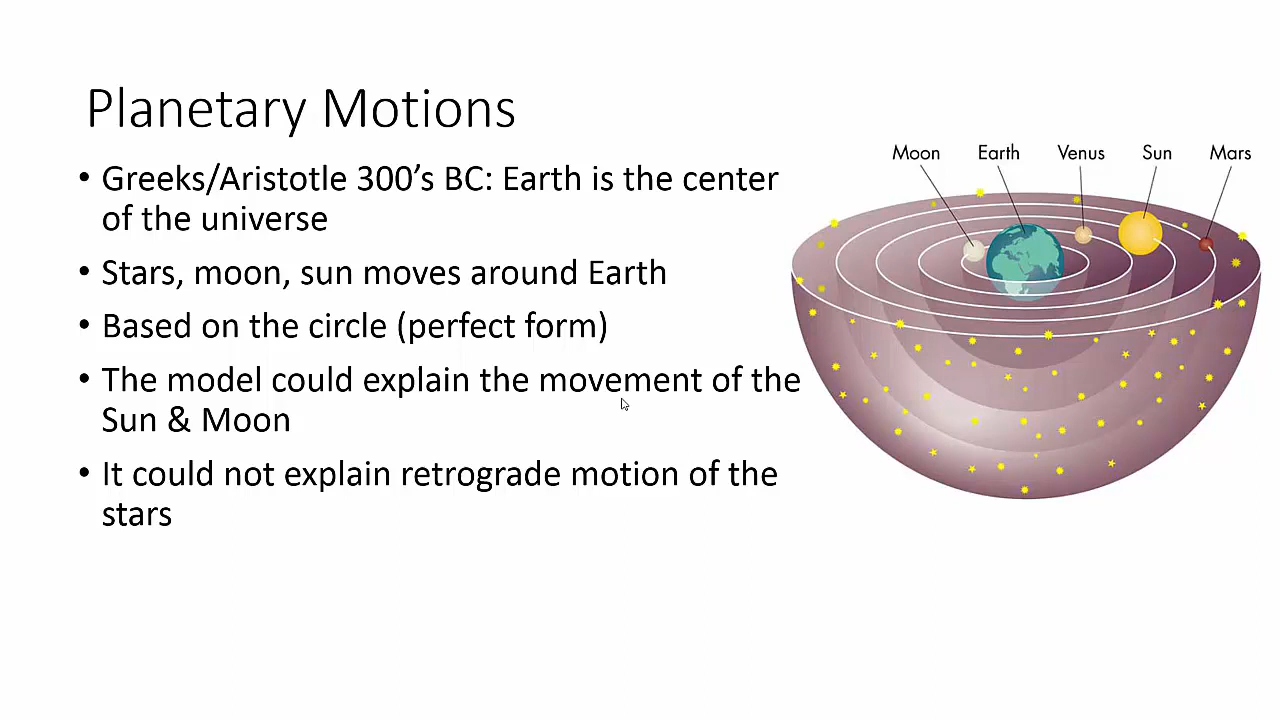 Planetary Motions
• Greeks/Aristotle 300’s BC: Earth is the center
of the universe
• Stars, moon, sun moves around Earth
• Based on the circle (perfect form)
• The model could explain the movement of the
Sun & Moon
• It could not explain retrograde motion of the
stars
Moon Earth Venus Sun Mars